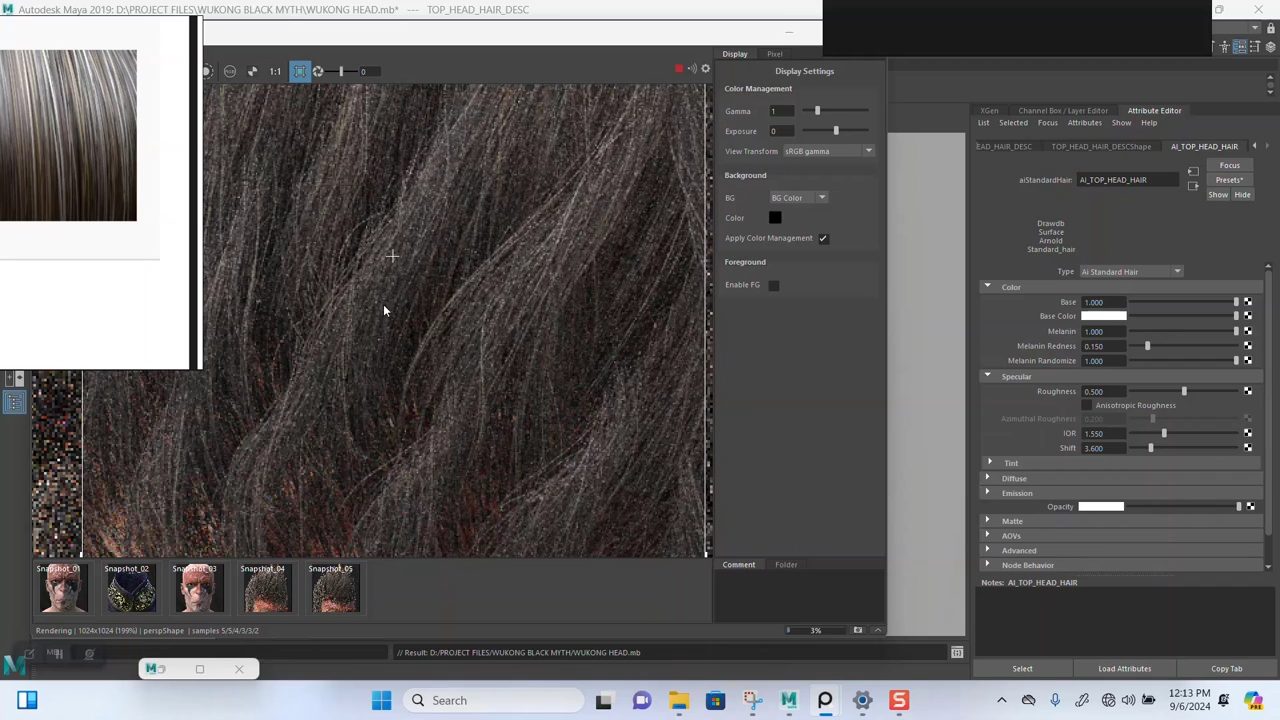 Autodesk Maya 2019: D:\PROJECT FILES\WUKONG BLACK MYTH\WUKONG HEAD.mb* --- TOP_HEAD_HAIR_DESC
1:1
0
Display
Pixel
Display Settings
Color Management
Gamma
1
Exposure
0
View Transform
sRGB gamma
Background
BG
BG Color
Color
Apply Color Management
Foreground
Enable FG
Comment
Folder
XGen
Channel Box / Layer Editor
Attribute Editor
List
Selected
Focus
Attributes
Show
Help
EAD_HAIR_DESC
TOP_HEAD_HAIR_DESCShape
AI_TOP_HEAD_HAIR
aiStandardHair:
AI_TOP_HEAD_HAIR
Focus
Presets*
Show
Hide
Drawdb
Surface
Arnold
Standard_hair
Type
Ai Standard Hair
Color
Base
1.000
Base Color
Melanin
1.000
Melanin Redness
0.150
Melanin Randomize
1.000
Specular
Roughness
0.500
Anisotropic Roughness
Azimuthal Roughness
0.200
IOR
1.550
Shift
3.600
Tint
Diffuse
Emission
Opacity
Matte
AOVs
Advanced
Node Behavior
Notes: AI_TOP_HEAD_HAIR
Select
Load Attributes
Copy Tab
Snapshot_01
Snapshot_02
Snapshot_03
Snapshot_04
Snapshot_05
Rendering | 1024x1024 (199%) | perspShape | samples 5/5/4/3/3/2
3%
// Result: D:/PROJECT FILES/WUKONG BLACK MYTH/WUKONG HEAD.mb
Search
12:13 PM
9/6/2024